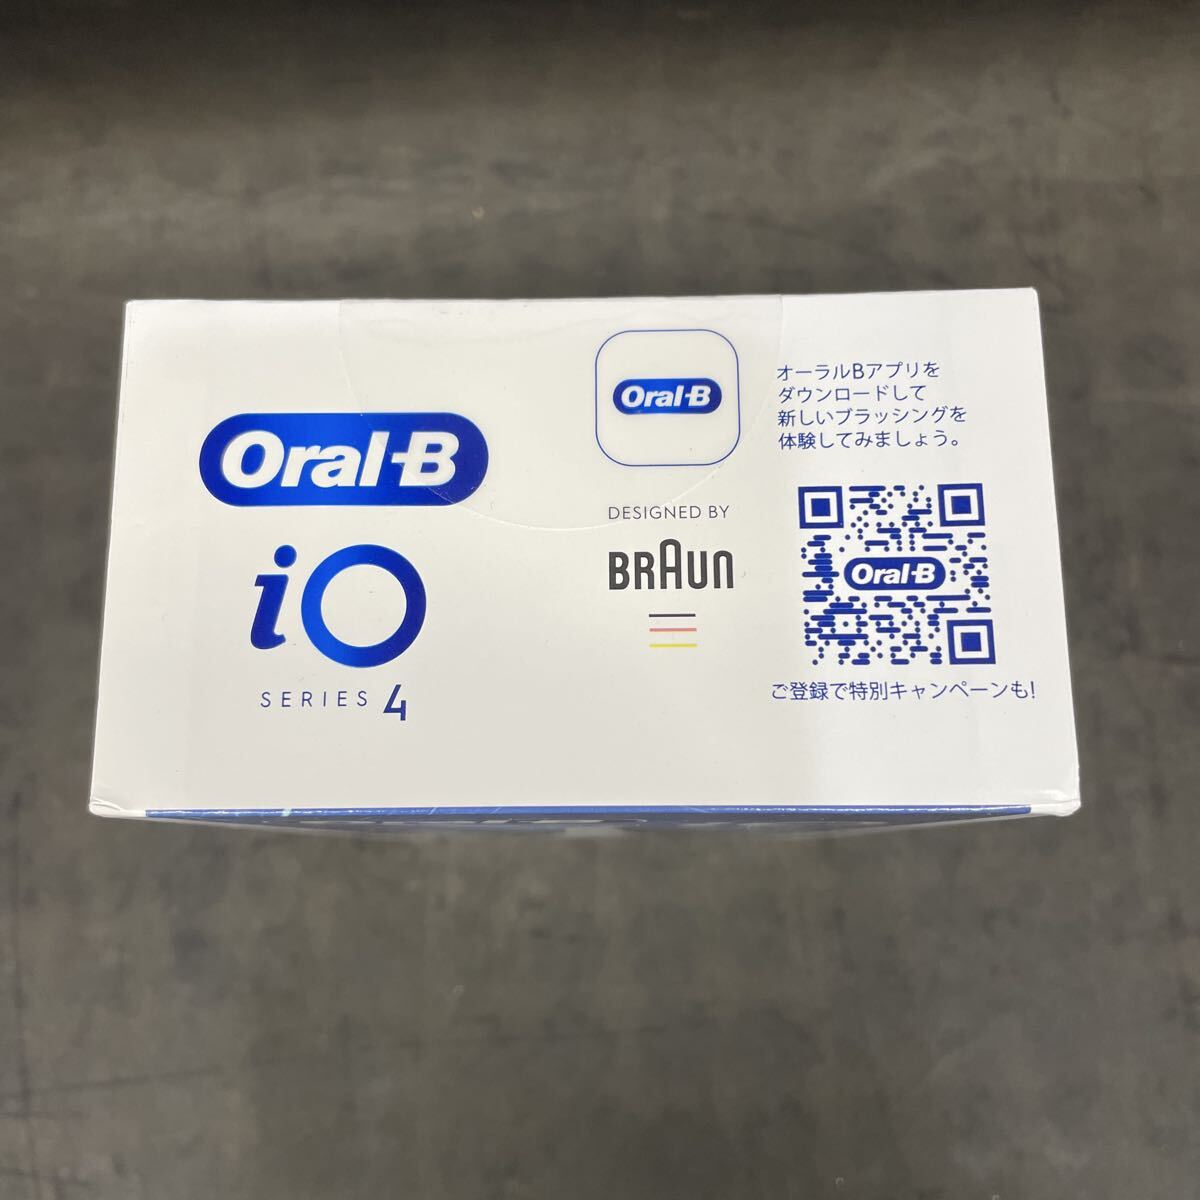 Oral-B
iO
SERIES 4
Oral-B
DESIGNED BY
BRAUN
オーラルBアプリを
ダウンロードして
新しいブラッシングを
体験してみましょう。
Oral-B
ご登録で特別キャンペーンも!